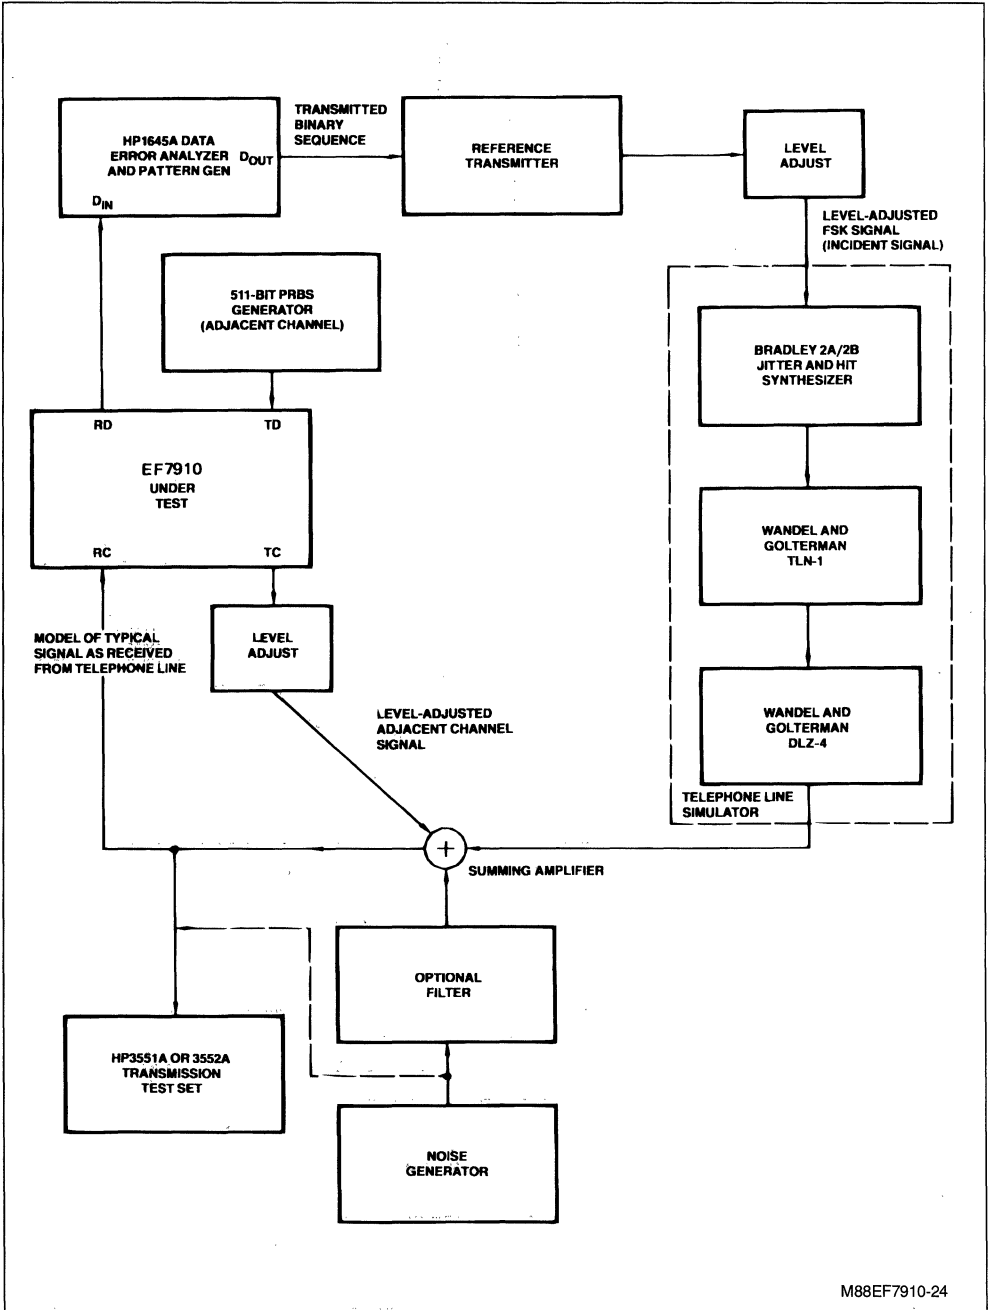 HP1645A DATA
ERROR ANALYZER
AND PATTERN GEN
DOUT
DIN
TRANSMITTED
BINARY
SEQUENCE
REFERENCE
TRANSMITTER
LEVEL
ADJUST
LEVEL-ADJUSTED
FSK SIGNAL
(INCIDENT SIGNAL)
511-BIT PRBS
GENERATOR
(ADJACENT CHANNEL)
BRADLEY 2A/2B
JITTER AND HIT
SYNTHESIZER
RD
TD
EF7910
UNDER
TEST
RC
TC
WANDEL AND
GOLTERMAN
TLN-1
MODEL OF TYPICAL
SIGNAL AS RECEIVED
FROM TELEPHONE LINE
LEVEL
ADJUST
LEVEL-ADJUSTED
ADJACENT CHANNEL
SIGNAL
WANDEL AND
GOLTERMAN
DLZ-4
TELEPHONE LINE
SIMULATOR
+
SUMMING AMPLIFIER
OPTIONAL
FILTER
HP3551A OR 3552A
TRANSMISSION
TEST SET
NOISE
GENERATOR
M88EF7910-24